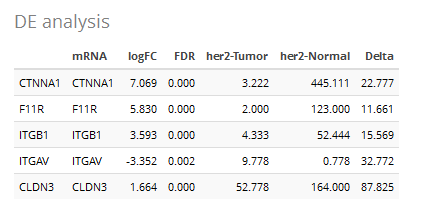 DE analysis
mRNA logFC FDR her2-Tumor her2-Normal Delta
CTNNA1 CTNNA1 7.069 0.000 3.222 445.111 22.777
F11R F11R 5.830 0.000 2.000 123.000 11.661
ITGB1 ITGB1 3.593 0.000 4.333 52.444 15.569
ITGAV ITGAV -3.352 0.002 9.778 0.778 32.772
CLDN3 CLDN3 1.664 0.000 52.778 164.000 87.825